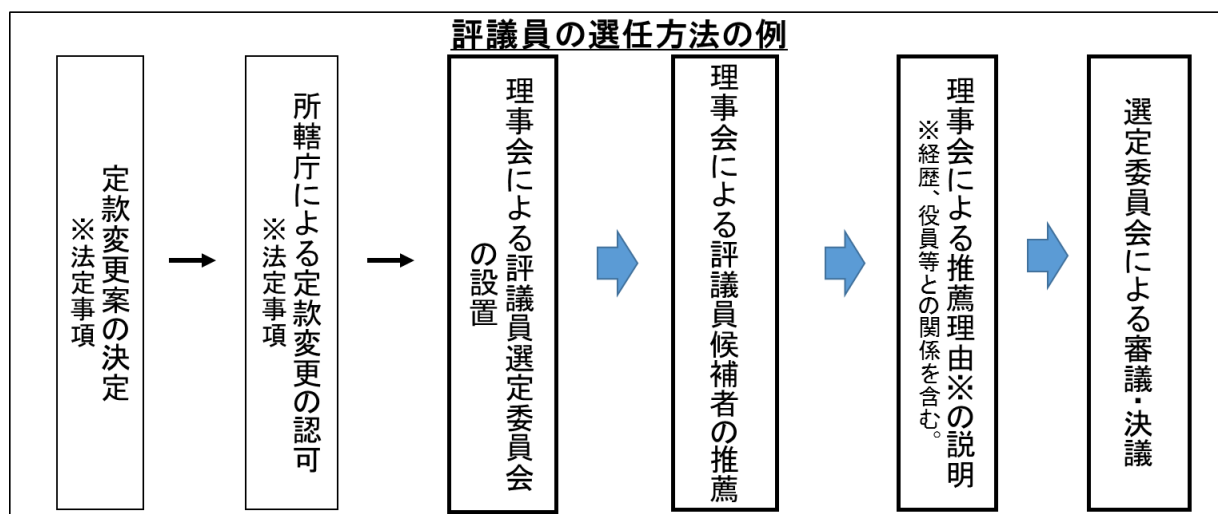 評議員の選任方法の例
定款変更案の決定
※法定事項
所轄庁による定款変更の認可
※法定事項
理事会による評議員選定委員会
の設置
理事会による評議員候補者の推薦
理事会による推薦理由※の説明
※経歴、役員等との関係を含む。
選定委員会による審議・決議